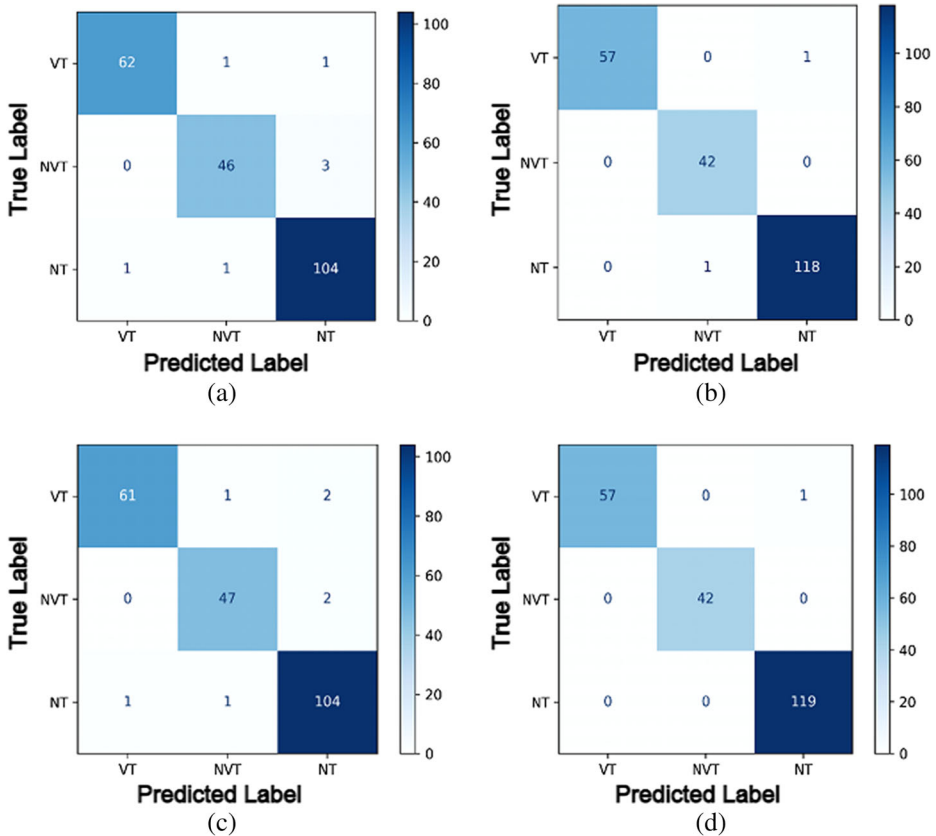 VT 62 1 1
NVT 0 46 3
NT 1 1 104
VT NVT NT
True Label
Predicted Label
100
80
60
40
20
0
(a)
VT 57 0 1
NVT 0 42 0
NT 0 1 118
VT NVT NT
True Label
Predicted Label
100
80
60
40
20
0
(b)
VT 61 1 2
NVT 0 47 2
NT 1 1 104
VT NVT NT
True Label
Predicted Label
100
80
60
40
20
0
(c)
VT 57 0 1
NVT 0 42 0
NT 0 0 119
VT NVT NT
True Label
Predicted Label
100
80
60
40
20
0
(d)